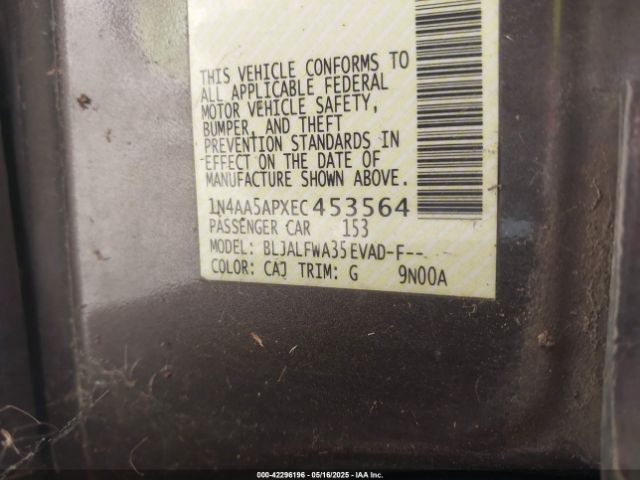 THIS VEHICLE CONFORMS TO
ALL APPLICABLE FEDERAL
MOTOR VEHICLE SAFETY,
BUMPER, AND THEFT
PREVENTION STANDARDS IN
EFFECT ON THE DATE OF
MANUFACTURE SHOWN ABOVE.
1N4AA5APXEC453564
PASSENGER CAR 153
MODEL: BLJALFWA35EVAD-F--
COLOR: CAJ TRIM: G 9N00A
000-42296196 - 05/16/2025 - IAA Inc.